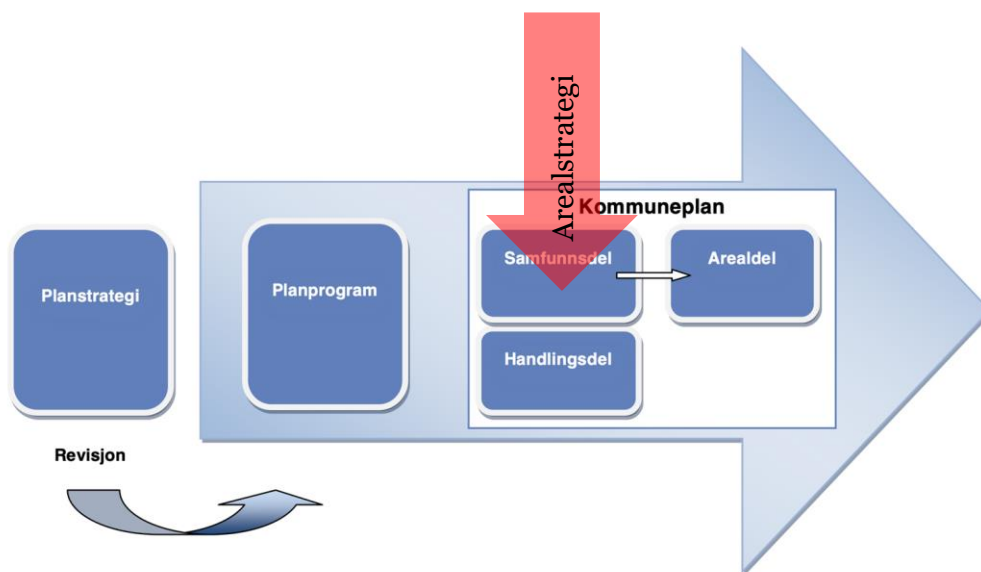 Arealstrategi
Kommuneplan
Samfunnsdel
Arealdel
Planstrategi
Planprogram
Handlingsdel
Revisjon